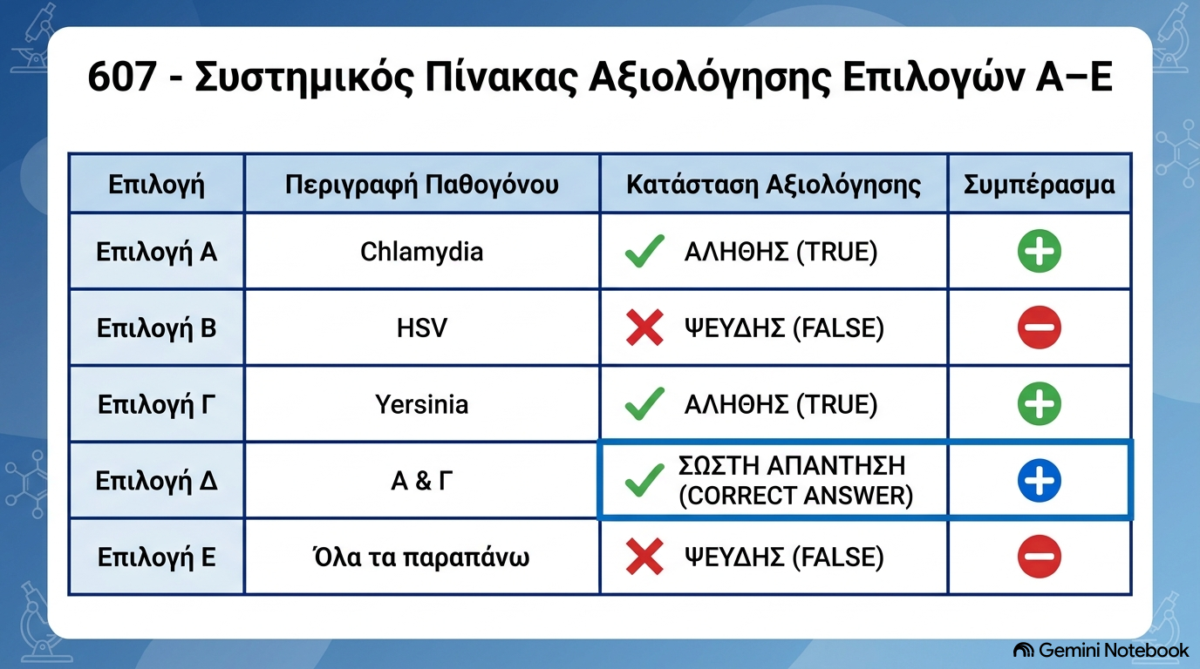 607 - Συστημικός Πίνακας Αξιολόγησης Επιλογών Α–Ε
Επιλογή Περιγραφή Παθογόνου Κατάσταση Αξιολόγησης Συμπέρασμα
Επιλογή Α Chlamydia ΑΛΗΘΗΣ (TRUE)
Επιλογή Β HSV ΨΕΥΔΗΣ (FALSE)
Επιλογή Γ Yersinia ΑΛΗΘΗΣ (TRUE)
Επιλογή Δ Α & Γ ΣΩΣΤΗ ΑΠΑΝΤΗΣΗ
(CORRECT ANSWER)
Επιλογή Ε Όλα τα παραπάνω ΨΕΥΔΗΣ (FALSE)
Gemini Notebook